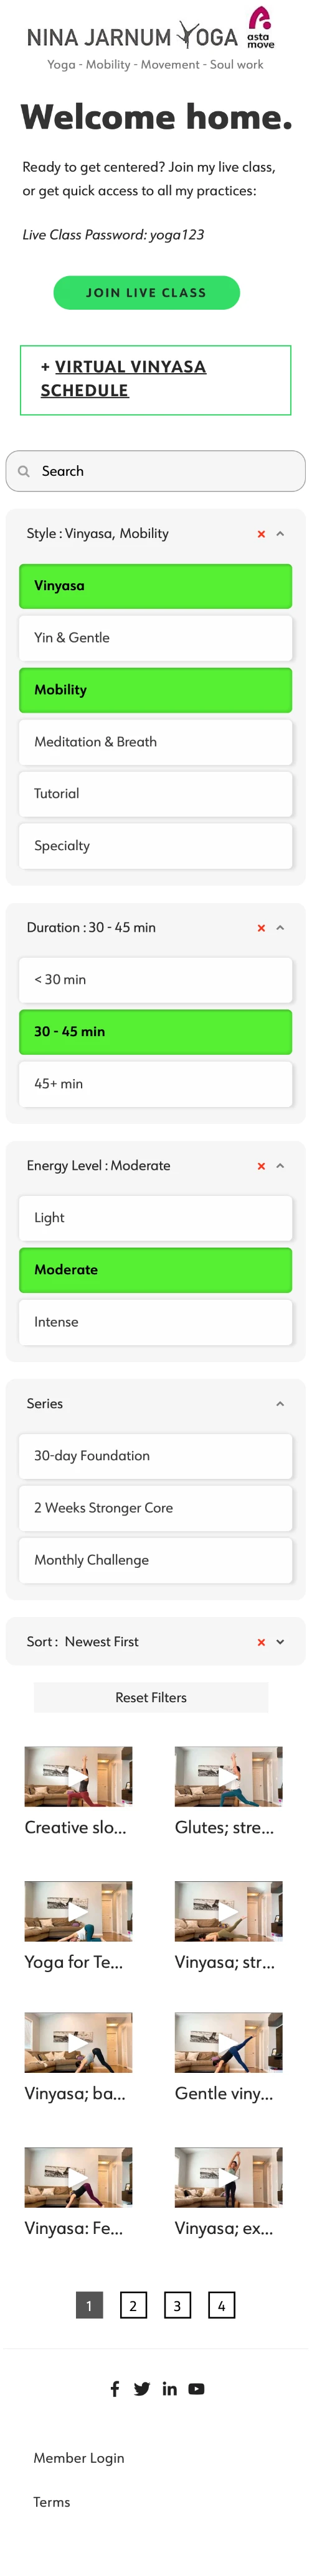 NINA JARNUM YOGA
asta
move
Yoga - Mobility - Movement - Soul work
Welcome home.
Ready to get centered? Join my live class,
or get quick access to all my practices:
Live Class Password: yoga123
JOIN LIVE CLASS
+ VIRTUAL VINYASA
SCHEDULE
Search
Style : Vinyasa, Mobility
Vinyasa
Yin & Gentle
Mobility
Meditation & Breath
Tutorial
Specialty
Duration : 30 - 45 min
< 30 min
30 - 45 min
45+ min
Energy Level : Moderate
Light
Moderate
Intense
Series
30-day Foundation
2 Weeks Stronger Core
Monthly Challenge
Sort : Newest First
Reset Filters
Creative slo...
Glutes; stre...
Yoga for Te...
Vinyasa; str...
Vinyasa; ba...
Gentle viny...
Vinyasa: Fe...
Vinyasa; ex...
1 2 3 4
Member Login
Terms